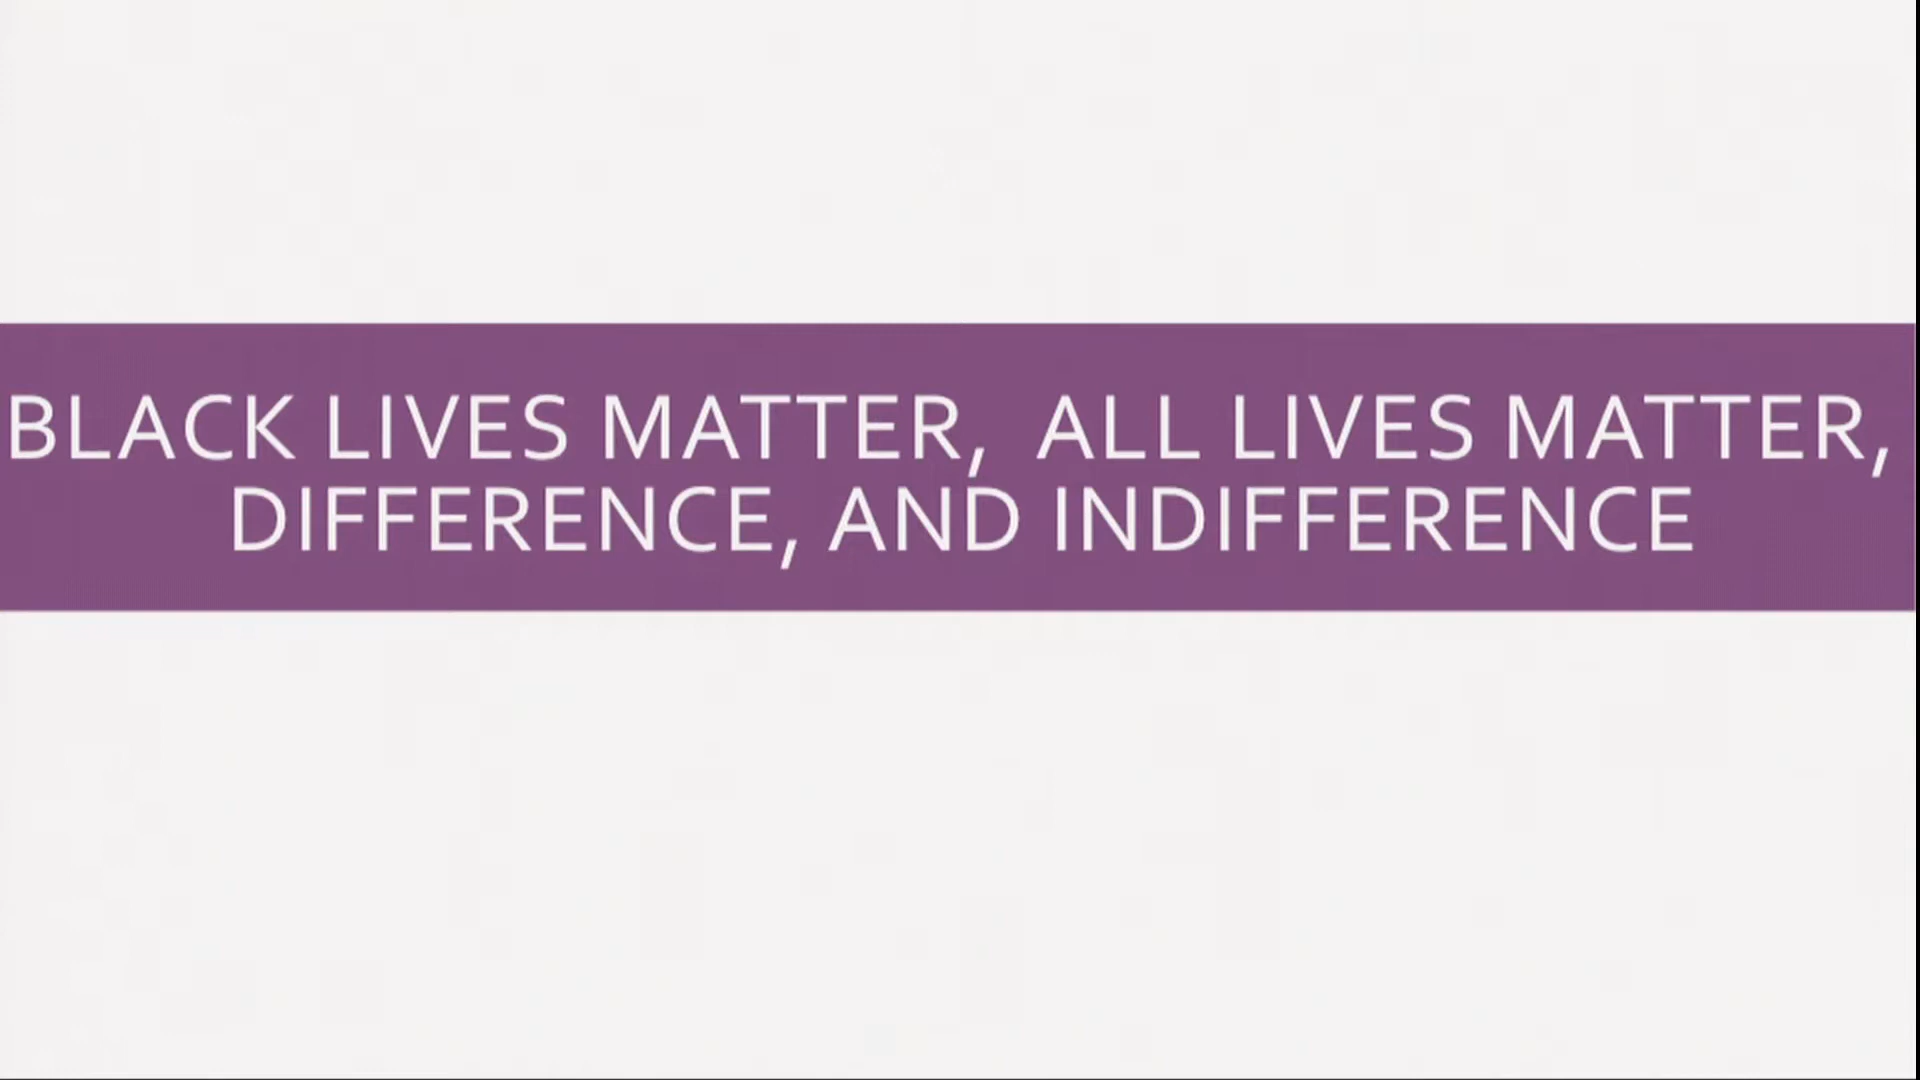 BLACK LIVES MATTER,  ALL LIVES MATTER,
DIFFERENCE, AND INDIFFERENCE